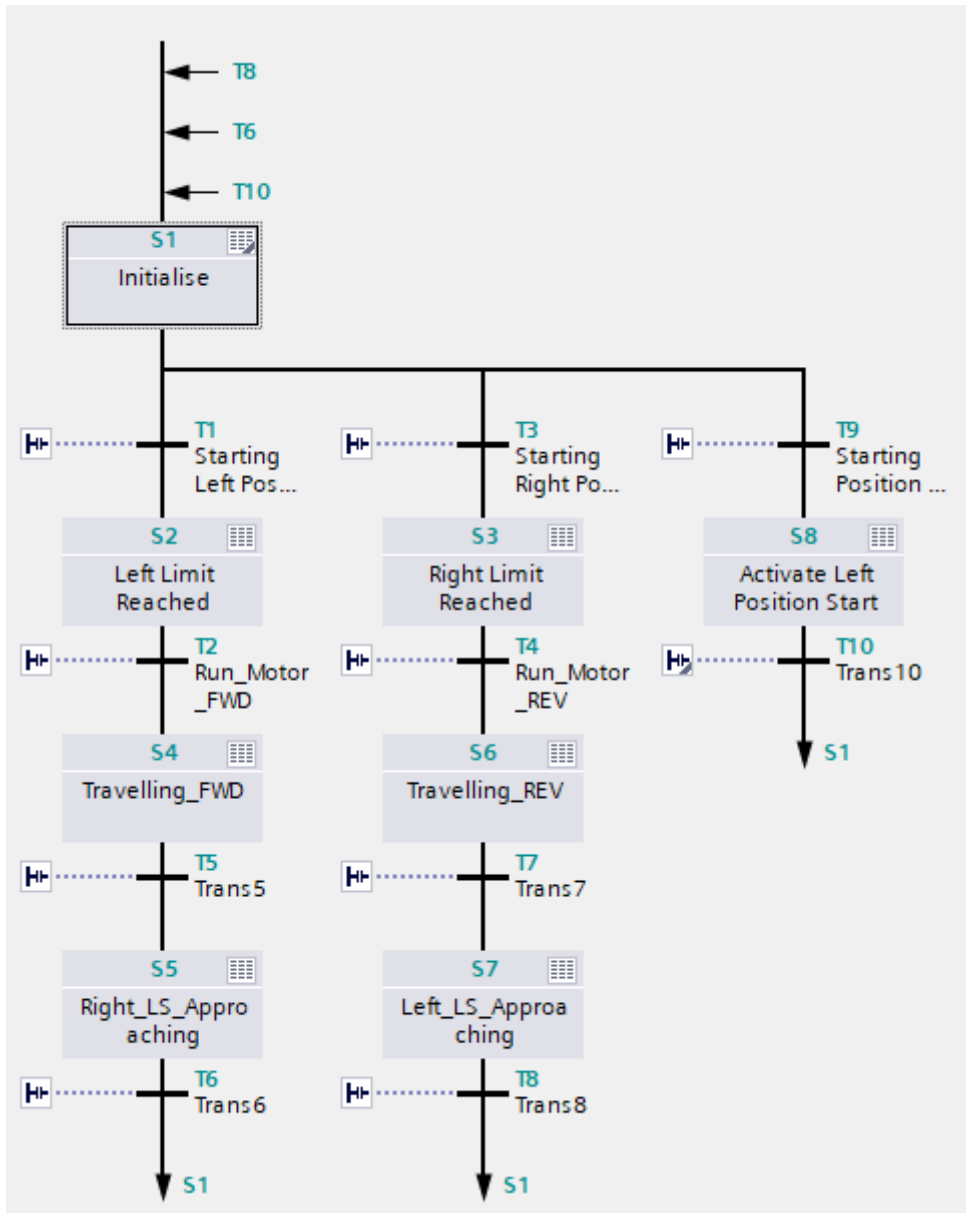 T8
T6
T10
S1
Initialise
T1
Starting
Left Pos...
T3
Starting
Right Po...
T9
Starting
Position ...
S2
Left Limit
Reached
S3
Right Limit
Reached
S8
Activate Left
Position Start
T2
Run_Motor
_FWD
T4
Run_Motor
_REV
T10
Trans10
S4
Travelling_FWD
S6
Travelling_REV
S1
T5
Trans5
T7
Trans7
S5
Right_LS_Appro
aching
S7
Left_LS_Approa
ching
T6
Trans6
T8
Trans8
S1
S1